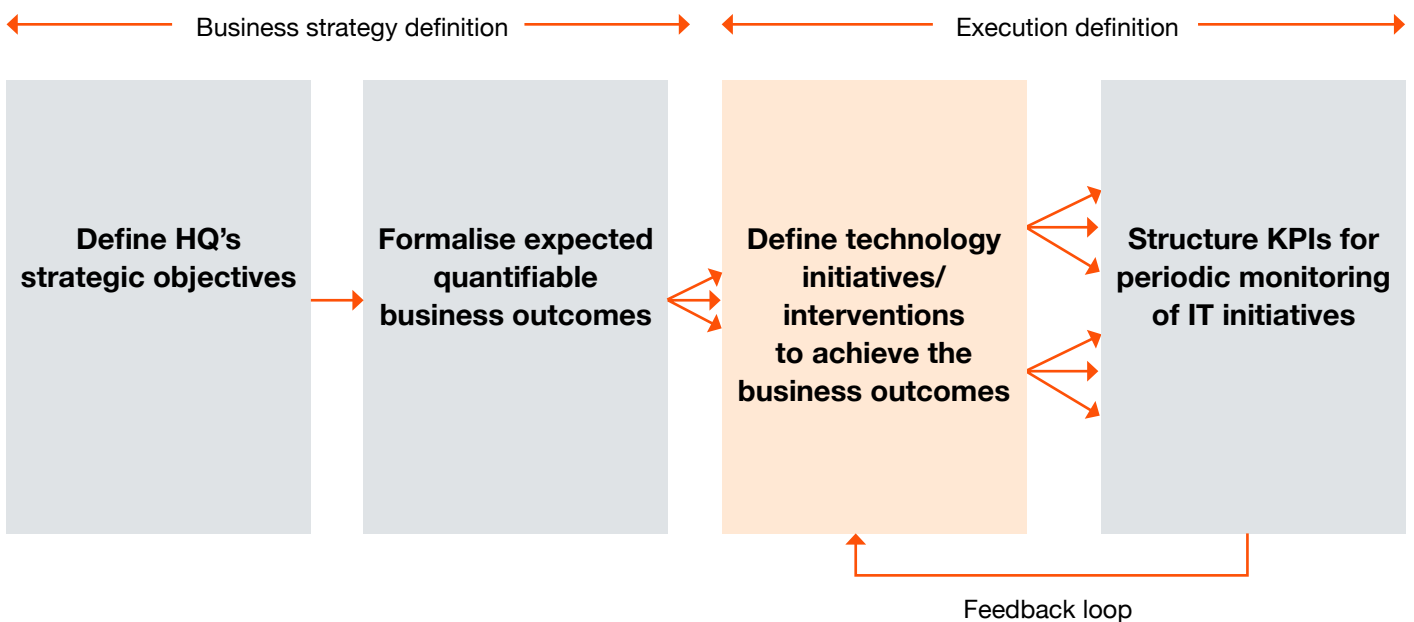 Business strategy definition
Execution definition
Define HQ's
strategic objectives
Formalise expected
quantifiable
business outcomes
Define technology
initiatives/
interventions
to achieve the
business outcomes
Structure KPIs for
periodic monitoring
of IT initiatives
Feedback loop